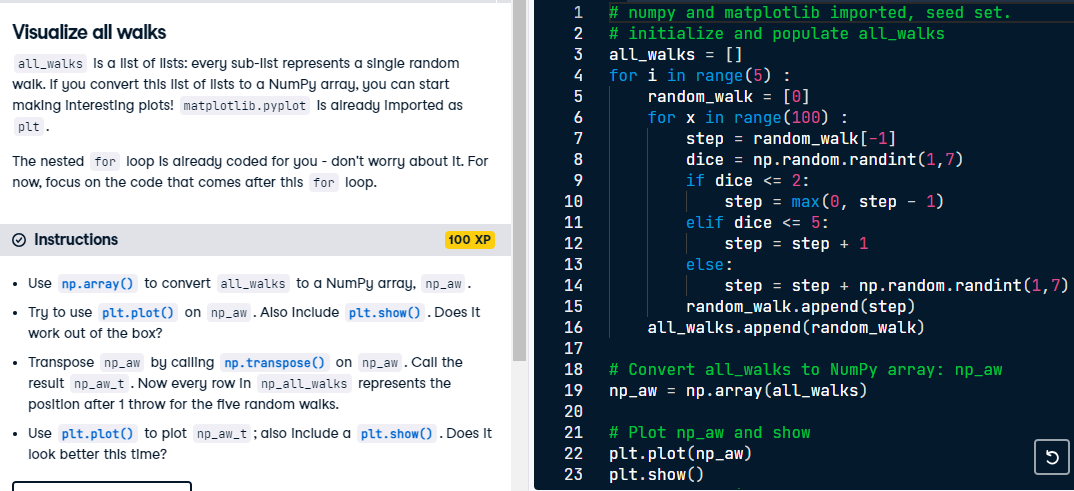 Visualize all walks
all_walks is a list of lists: every sub-list represents a single random
walk. If you convert this list of lists to a NumPy array, you can start
making interesting plots! matplotlib.pyplot is already imported as
plt .
The nested for loop is already coded for you - don't worry about it. For
now, focus on the code that comes after this for loop.
Instructions 100 XP
• Use np.array() to convert all_walks to a NumPy array, np_aw .
• Try to use plt.plot() on np_aw . Also include plt.show() . Does it
work out of the box?
• Transpose np_aw by calling np.transpose() on np_aw . Call the
result np_aw_t . Now every row in np_all_walks represents the
position after 1 throw for the five random walks.
• Use plt.plot() to plot np_aw_t ; also include a plt.show() . Does it
look better this time?
1 # numpy and matplotlib imported, seed set.
2 # initialize and populate all_walks
3 all_walks = []
4 for i in range(5) :
5     random_walk = [0]
6     for x in range(100) :
7         step = random_walk[-1]
8         dice = np.random.randint(1,7)
9         if dice <= 2:
10             step = max(0, step - 1)
11         elif dice <= 5:
12             step = step + 1
13         else:
14             step = step + np.random.randint(1,7)
15         random_walk.append(step)
16     all_walks.append(random_walk)
17
18 # Convert all_walks to NumPy array: np_aw
19 np_aw = np.array(all_walks)
20
21 # Plot np_aw and show
22 plt.plot(np_aw)
23 plt.show()